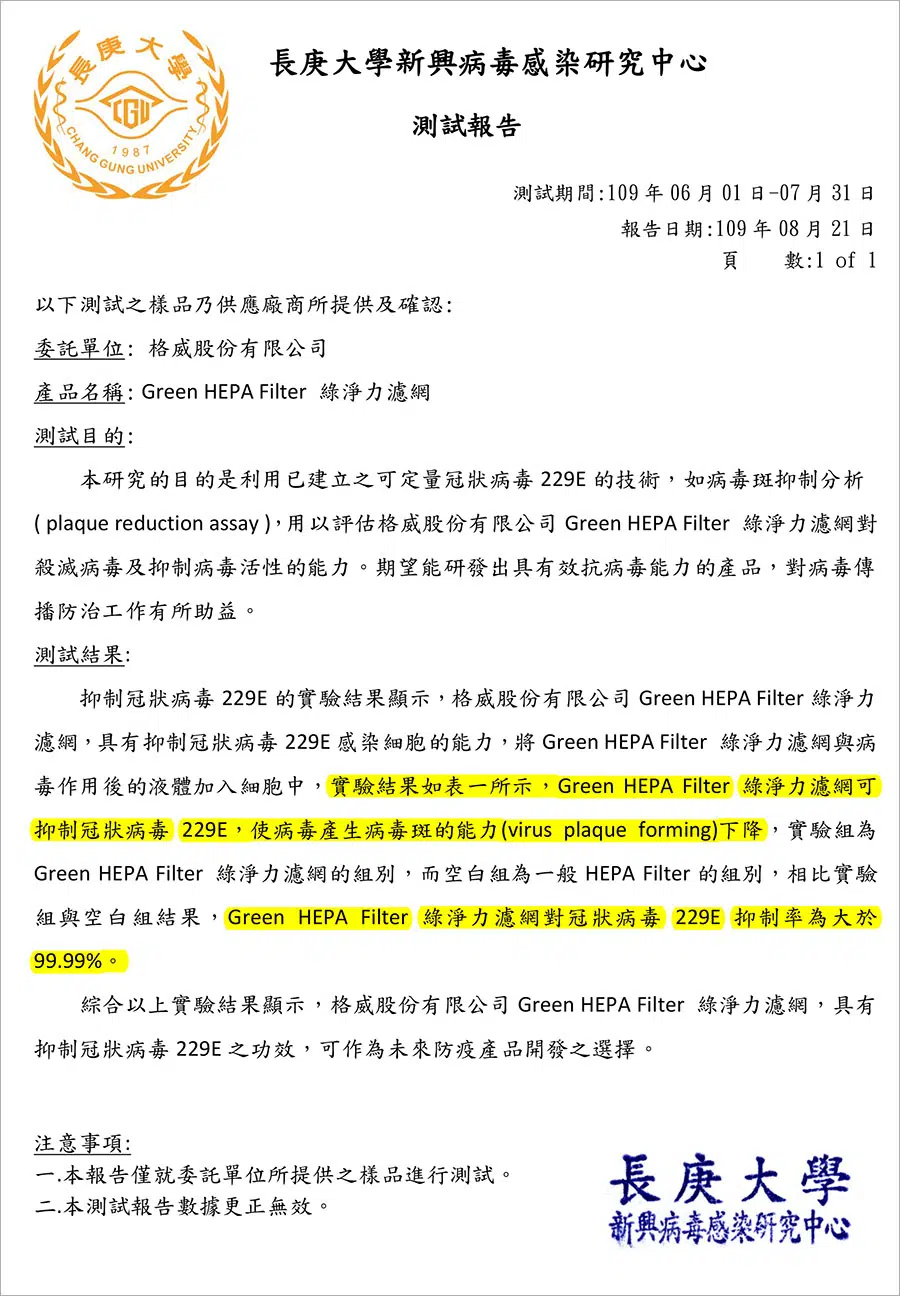 長庚大學
CGU
1987
CHANG GUNG UNIVERSITY
長庚大學新興病毒感染研究中心
測試報告
測試期間:109 年 06 月 01 日-07 月 31 日
報告日期:109 年 08 月 21 日
頁 數:1 of 1
以下測試之樣品乃供應廠商所提供及確認:
委託單位: 格威股份有限公司
產品名稱: Green HEPA Filter 綠淨力濾網
測試目的:
本研究的目的是利用已建立之可定量冠狀病毒 229E 的技術，如病毒斑抑制分析
( plaque reduction assay )，用以評估格威股份有限公司 Green HEPA Filter 綠淨力濾網對
殺滅病毒及抑制病毒活性的能力。期望能研發出具有效抗病毒能力的產品，對病毒傳
播防治工作有所助益。
測試結果:
抑制冠狀病毒 229E 的實驗結果顯示，格威股份有限公司 Green HEPA Filter 綠淨力
濾網，具有抑制冠狀病毒 229E 感染細胞的能力，將 Green HEPA Filter 綠淨力濾網與病
毒作用後的液體加入細胞中，實驗結果如表一所示，Green HEPA Filter 綠淨力濾網可
抑制冠狀病毒 229E，使病毒產生病毒斑的能力(virus plaque forming)下降，實驗組為
Green HEPA Filter 綠淨力濾網的組別，而空白組為一般 HEPA Filter 的組別，相比實驗
組與空白組結果，Green HEPA Filter 綠淨力濾網對冠狀病毒 229E 抑制率為大於
99.99%。
綜合以上實驗結果顯示，格威股份有限公司 Green HEPA Filter 綠淨力濾網，具有
抑制冠狀病毒 229E 之功效，可作為未來防疫產品開發之選擇。
注意事項:
一.本報告僅就委託單位所提供之樣品進行測試。
二.本測試報告數據更正無效。
長庚大學
新興病毒感染研究中心